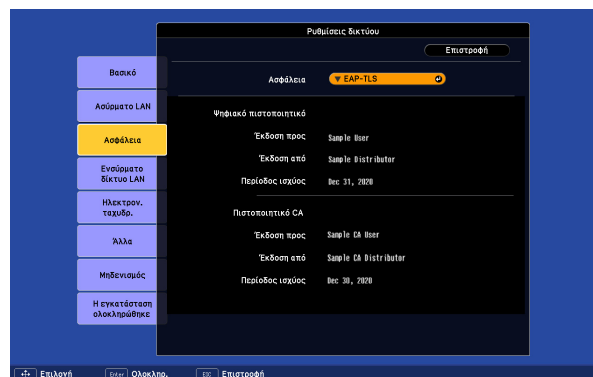 Ρυθμίσεις δικτύου
Επιστροφή
Βασικό
Ασύρματο LAN
Ασφάλεια
Ενσύρματο
δίκτυο LAN
Ηλεκτρον.
ταχυδρ.
Άλλα
Μηδενισμός
Η εγκατάσταση
ολοκληρώθηκε
Ασφάλεια ▼ EAP-TLS
Ψηφιακό πιστοποιητικό
Έκδοση προς Sample User
Έκδοση από Sample Distributor
Περίοδος ισχύος Dec 31, 2020
Πιστοποιητικό CA
Έκδοση προς Sample CA User
Έκδοση από Sample CA Distributor
Περίοδος ισχύος Dec 30, 2020
Επιλογή Enter Ολοκληρ. ESC Επιστροφή